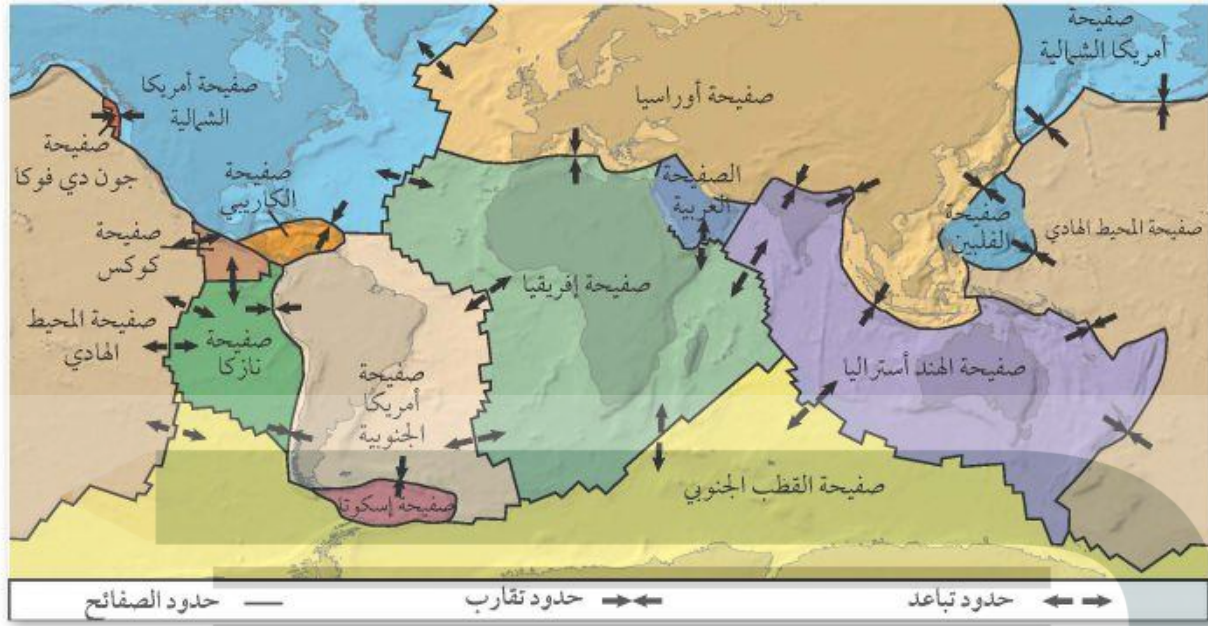 صفيحة
أمريكا الشمالية
صفيحة أمريكا
الشمالية
صفيحة أوراسيا
صفيحة
جون دي فوكا
صفيحة
الكاريبي
الصفيحة
العربية
صفيحة
الفلبين
صفيحة المحيط الهادي
صفيحة
كوكس
صفيحة إفريقيا
صفيحة المحيط
الهادي
صفيحة
نازكا
صفيحة
أمريكا
الجنوبية
صفيحة الهند أستراليا
صفيحة القطب الجنوبي
صفيحة إسكوتا
حدود تباعد
حدود تقارب
حدود الصفائح